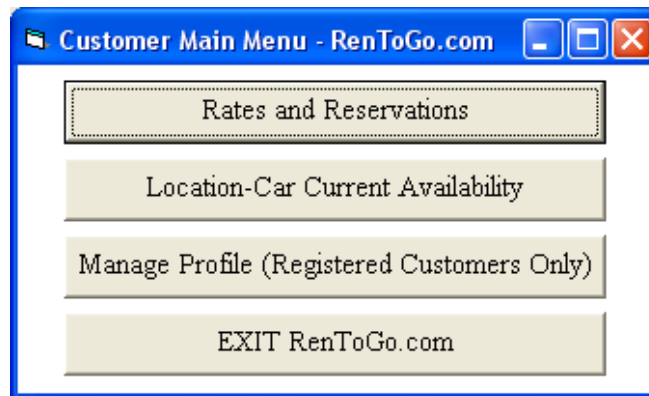 Customer Main Menu - RenToGo.com
Rates and Reservations
Location-Car Current Availability
Manage Profile (Registered Customers Only)
EXIT RenToGo.com